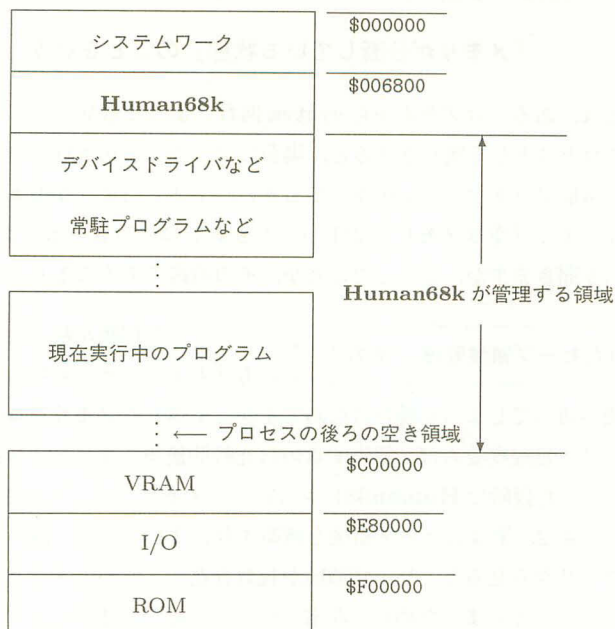 $000000
システムワーク
$006800
Human68k
デバイスドライバなど
常駐プログラムなど
Human68k が管理する領域
現在実行中のプログラム
← プロセスの後ろの空き領域
$C00000
VRAM
$E80000
I/O
$F00000
ROM